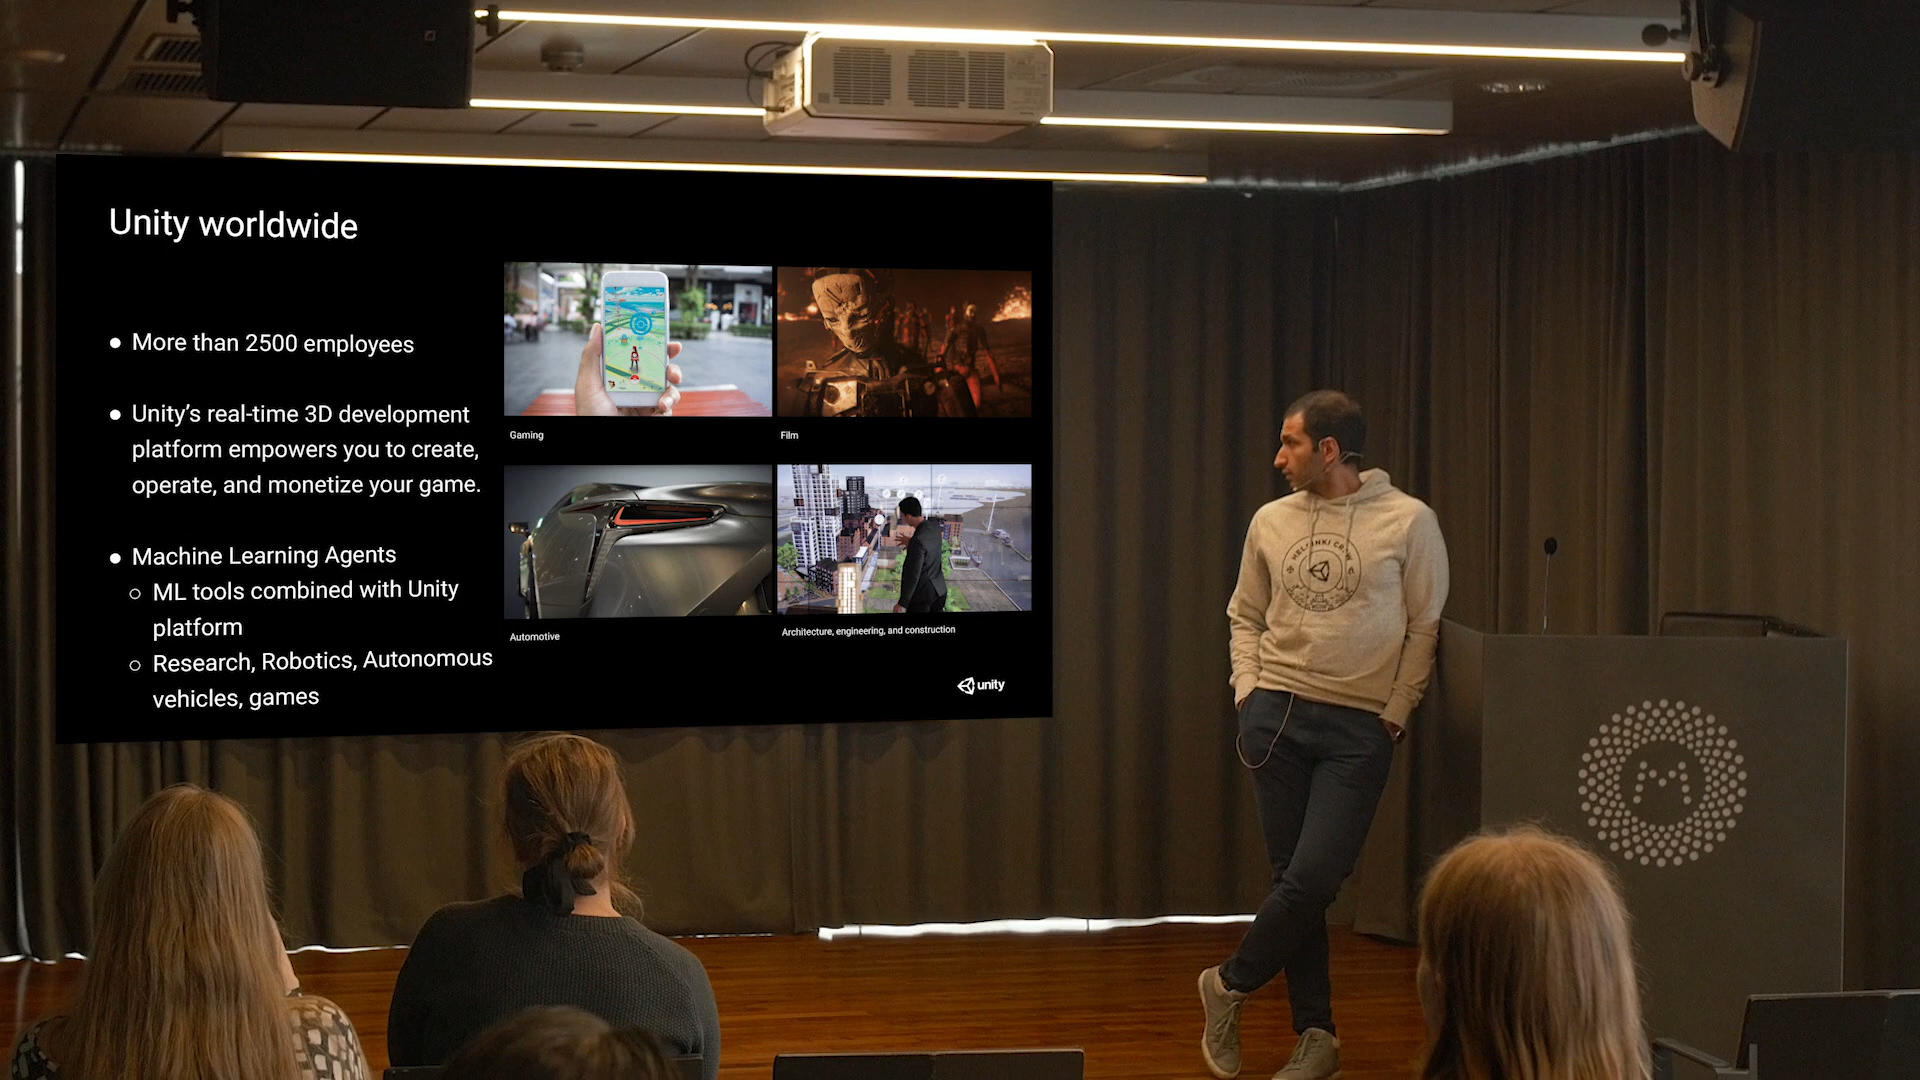 Unity worldwide
● More than 2500 employees
● Unity’s real-time 3D development
platform empowers you to create,
operate, and monetize your game.
● Machine Learning Agents
○ ML tools combined with Unity
platform
○ Research, Robotics, Autonomous
vehicles, games
Gaming
Film
Automotive
Architecture, engineering, and construction
unity
HELSINKI CREW
M